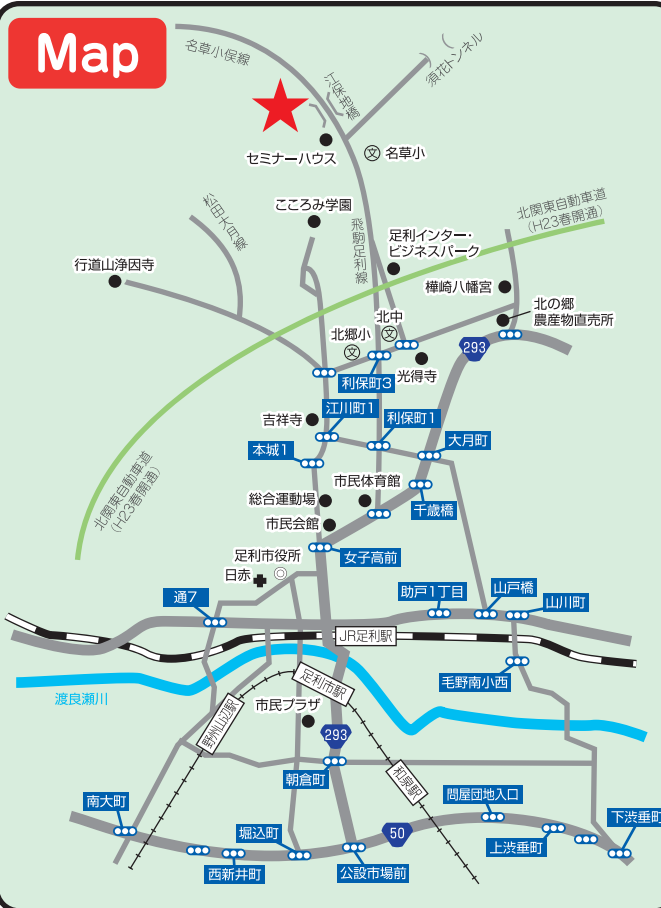 Map
名草小俣線
須花トンネル
江保地橋
セミナーハウス
文
名草小
こころみ学園
松田大月線
飛駒足利線
足利インター・
ビジネスパーク
北関東自動車道
(H23春開通)
行道山浄因寺
樺崎八幡宮
北の郷
農産物直売所
北中
文
北郷小
文
293
光得寺
利保町3
江川町1
利保町1
吉祥寺
本城1
大月町
市民体育館
総合運動場
千歳橋
市民会館
北関東自動車道
(H23春開通)
女子高前
足利市役所
日赤
通7
助戸1丁目
山戸橋
山川町
JR足利駅
毛野南小西
渡良瀬川
足利市駅
野州山辺駅
市民プラザ
293
朝倉町
和泉駅
南大町
問屋団地入口
堀込町
50
下渋垂町
上渋垂町
西新井町
公設市場前